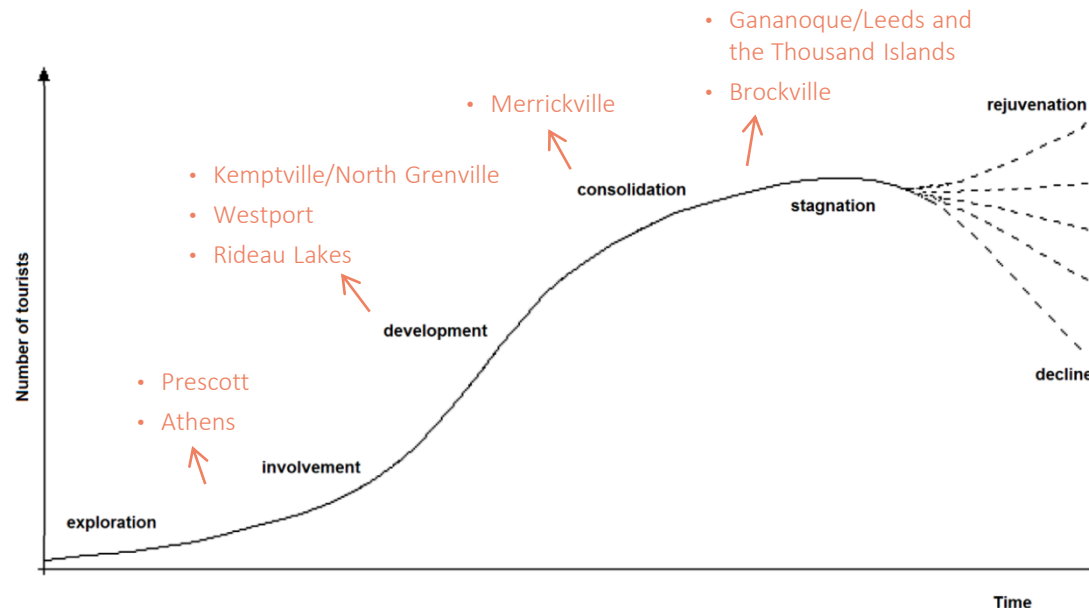 • Gananoque/Leeds and
the Thousand Islands
• Brockville
rejuvenation
• Merrickville
consolidation
stagnation
• Kemptville/North Grenville
• Westport
• Rideau Lakes
development
Number of tourists
decline
• Prescott
• Athens
involvement
exploration
Time